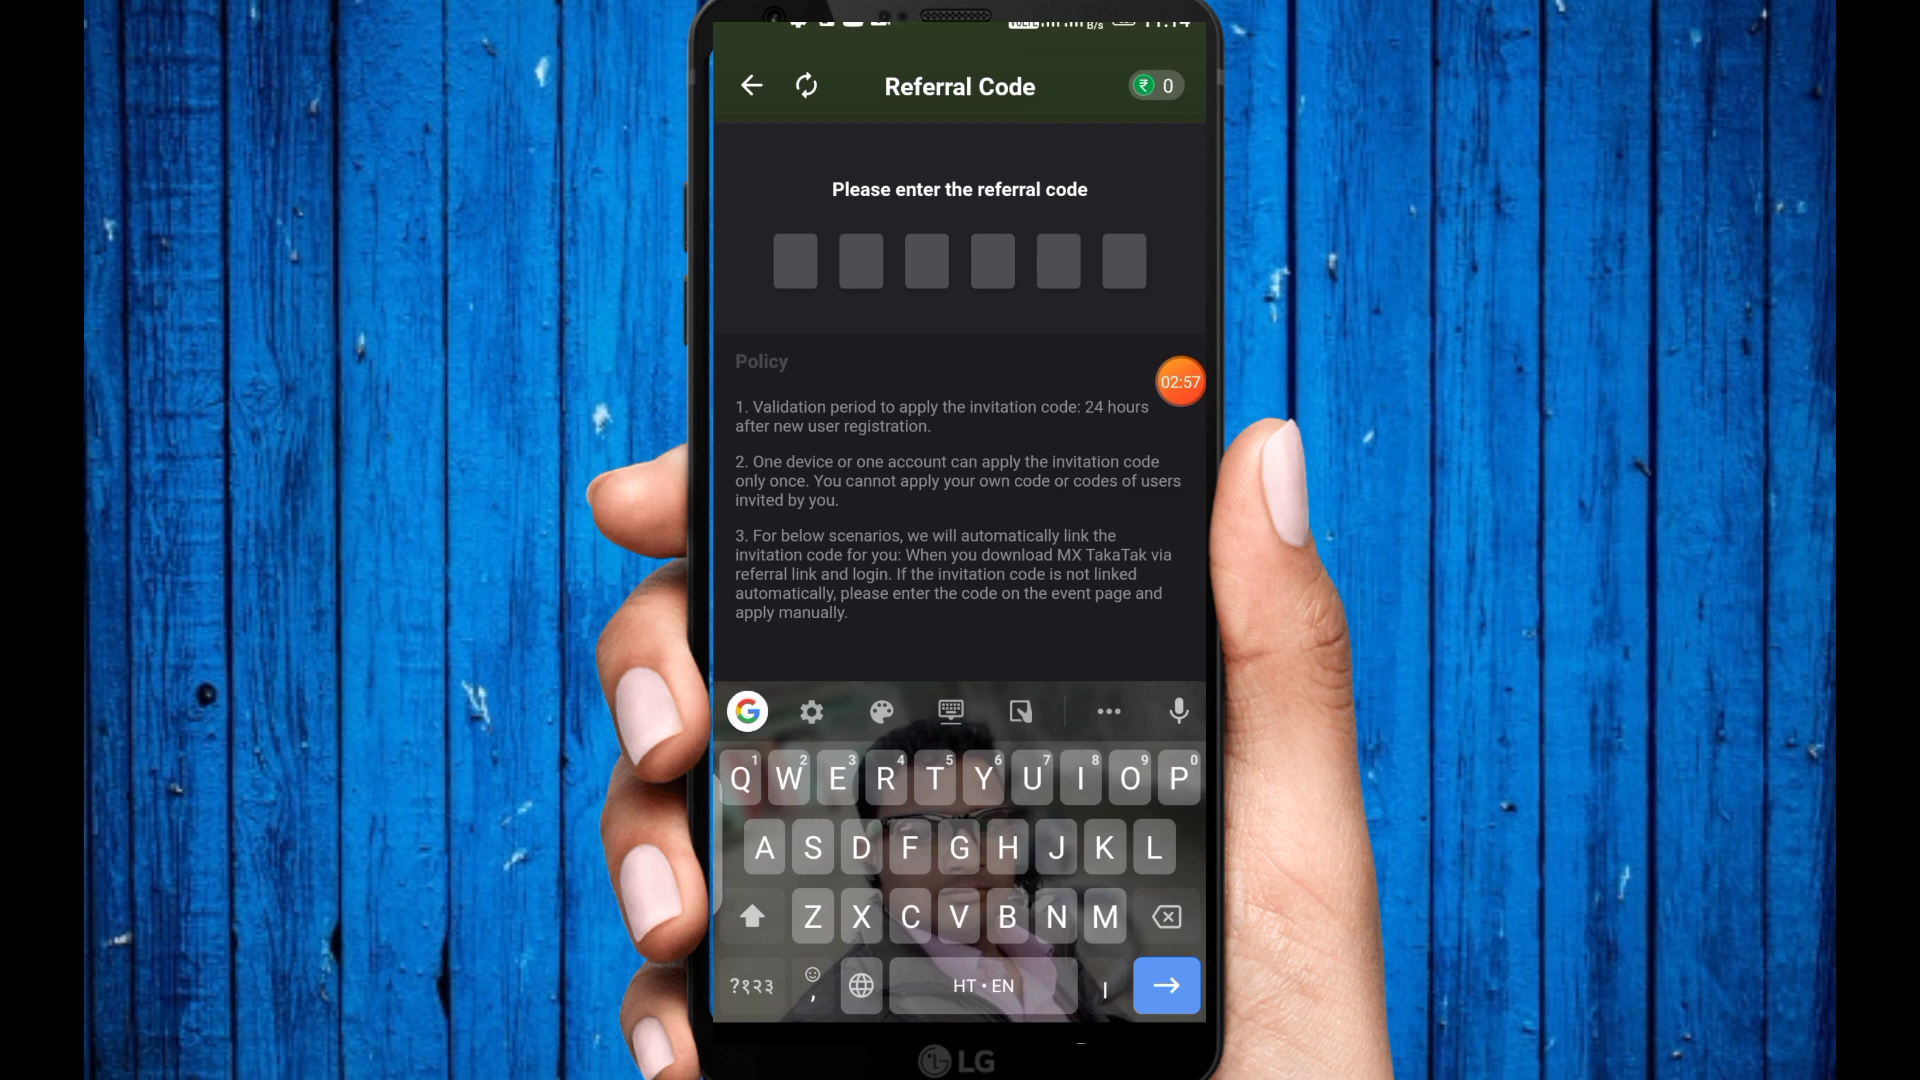 Referral Code
₹ 0
Please enter the referral code
Policy
02:57
1. Validation period to apply the invitation code: 24 hours
after new user registration.
2. One device or one account can apply the invitation code
only once. You cannot apply your own code or codes of users
invited by you.
3. For below scenarios, we will automatically link the
invitation code for you: When you download MX TakaTak via
referral link and login. If the invitation code is not linked
automatically, please enter the code on the event page and
apply manually.
G
1 2 3 4 5 6 7 8 9 0
Q W E R T Y U I O P
A S D F G H J K L
Z X C V B N M
?१२३ , HT • EN ।
LG